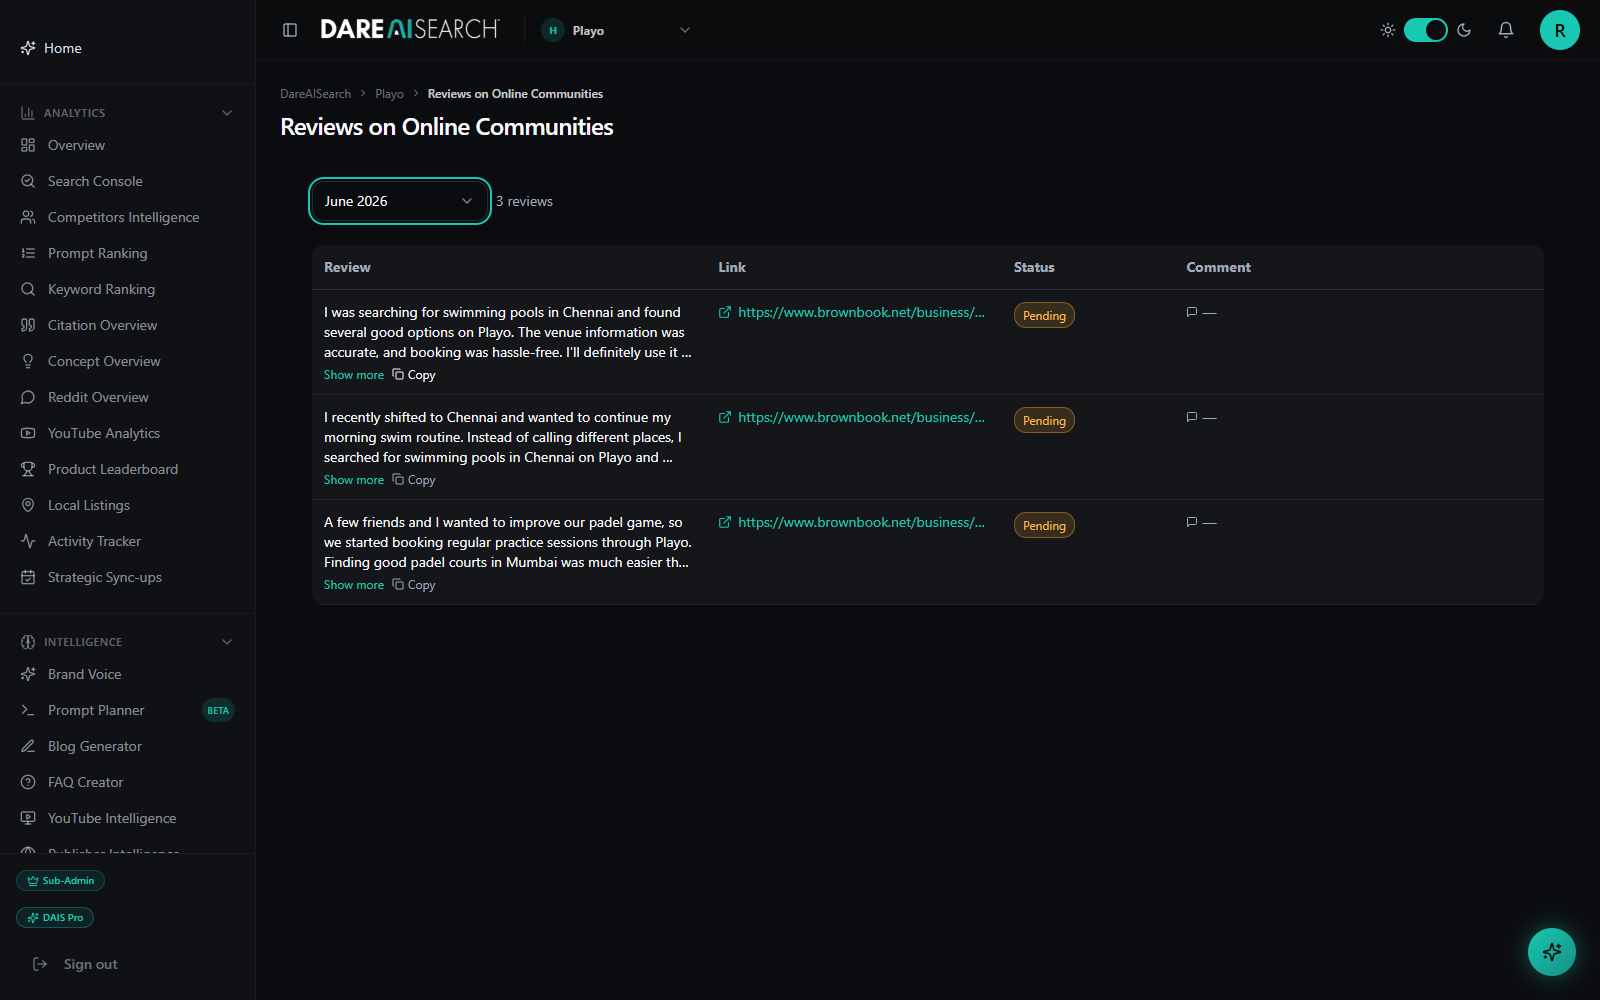 Home
ANALYTICS
Overview
Search Console
Competitors Intelligence
Prompt Ranking
Keyword Ranking
Citation Overview
Concept Overview
Reddit Overview
YouTube Analytics
Product Leaderboard
Local Listings
Activity Tracker
Strategic Sync-ups
INTELLIGENCE
Brand Voice
Prompt Planner BETA
Blog Generator
FAQ Creator
YouTube Intelligence
Publisher Intelligence
Sub-Admin
DAIS Pro
Sign out
DARE AI SEARCH
H Playo
R
DareAISearch > Playo > Reviews on Online Communities
Reviews on Online Communities
June 2026 3 reviews
Review Link Status Comment
I was searching for swimming pools in Chennai and found
several good options on Playo. The venue information was
accurate, and booking was hassle-free. I'll definitely use it ...
Show more Copy
https://www.brownbook.net/business/...
Pending
—
I recently shifted to Chennai and wanted to continue my
morning swim routine. Instead of calling different places, I
searched for swimming pools in Chennai on Playo and ...
Show more Copy
https://www.brownbook.net/business/...
Pending
—
A few friends and I wanted to improve our padel game, so
we started booking regular practice sessions through Playo.
Finding good padel courts in Mumbai was much easier th...
Show more Copy
https://www.brownbook.net/business/...
Pending
—